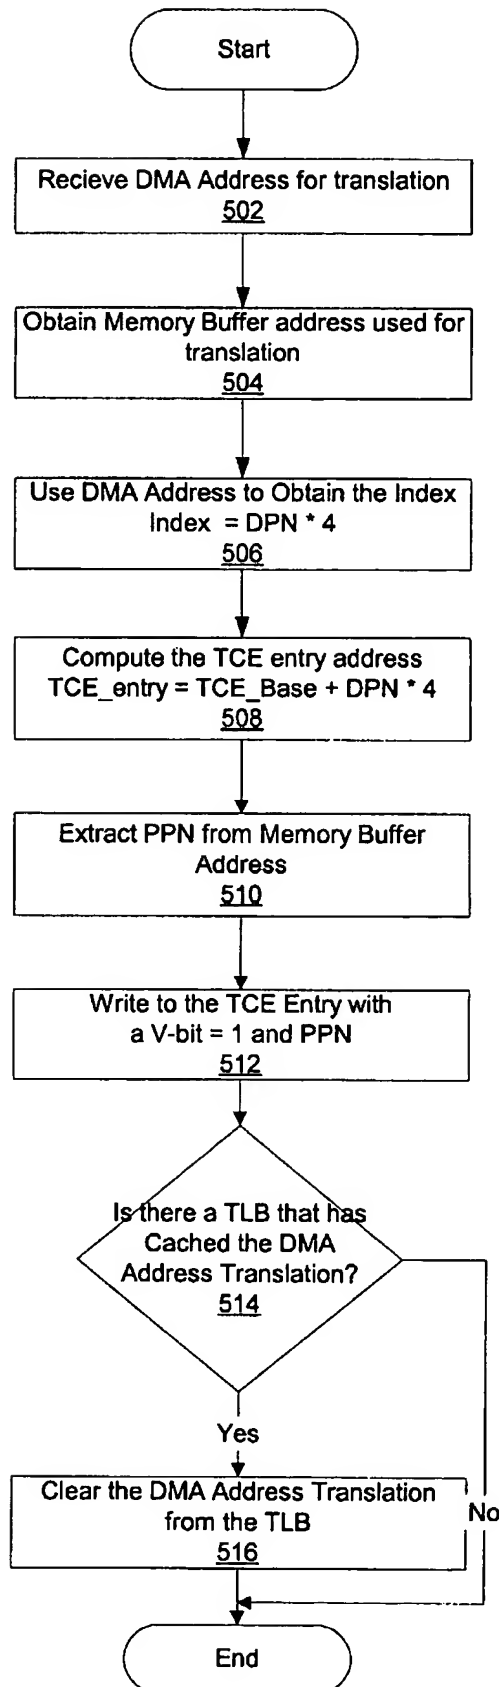 Start
Recieve DMA Address for translation
502
Obtain Memory Buffer address used for
translation
504
Use DMA Address to Obtain the Index
Index = DPN * 4
506
Compute the TCE entry address
TCE_entry = TCE_Base + DPN * 4
508
Extract PPN from Memory Buffer
Address
510
Write to the TCE Entry with
a V-bit = 1 and PPN
512
Is there a TLB that has
Cached the DMA
Address Translation?
514
Yes
Clear the DMA Address Translation
from the TLB
516
No
End